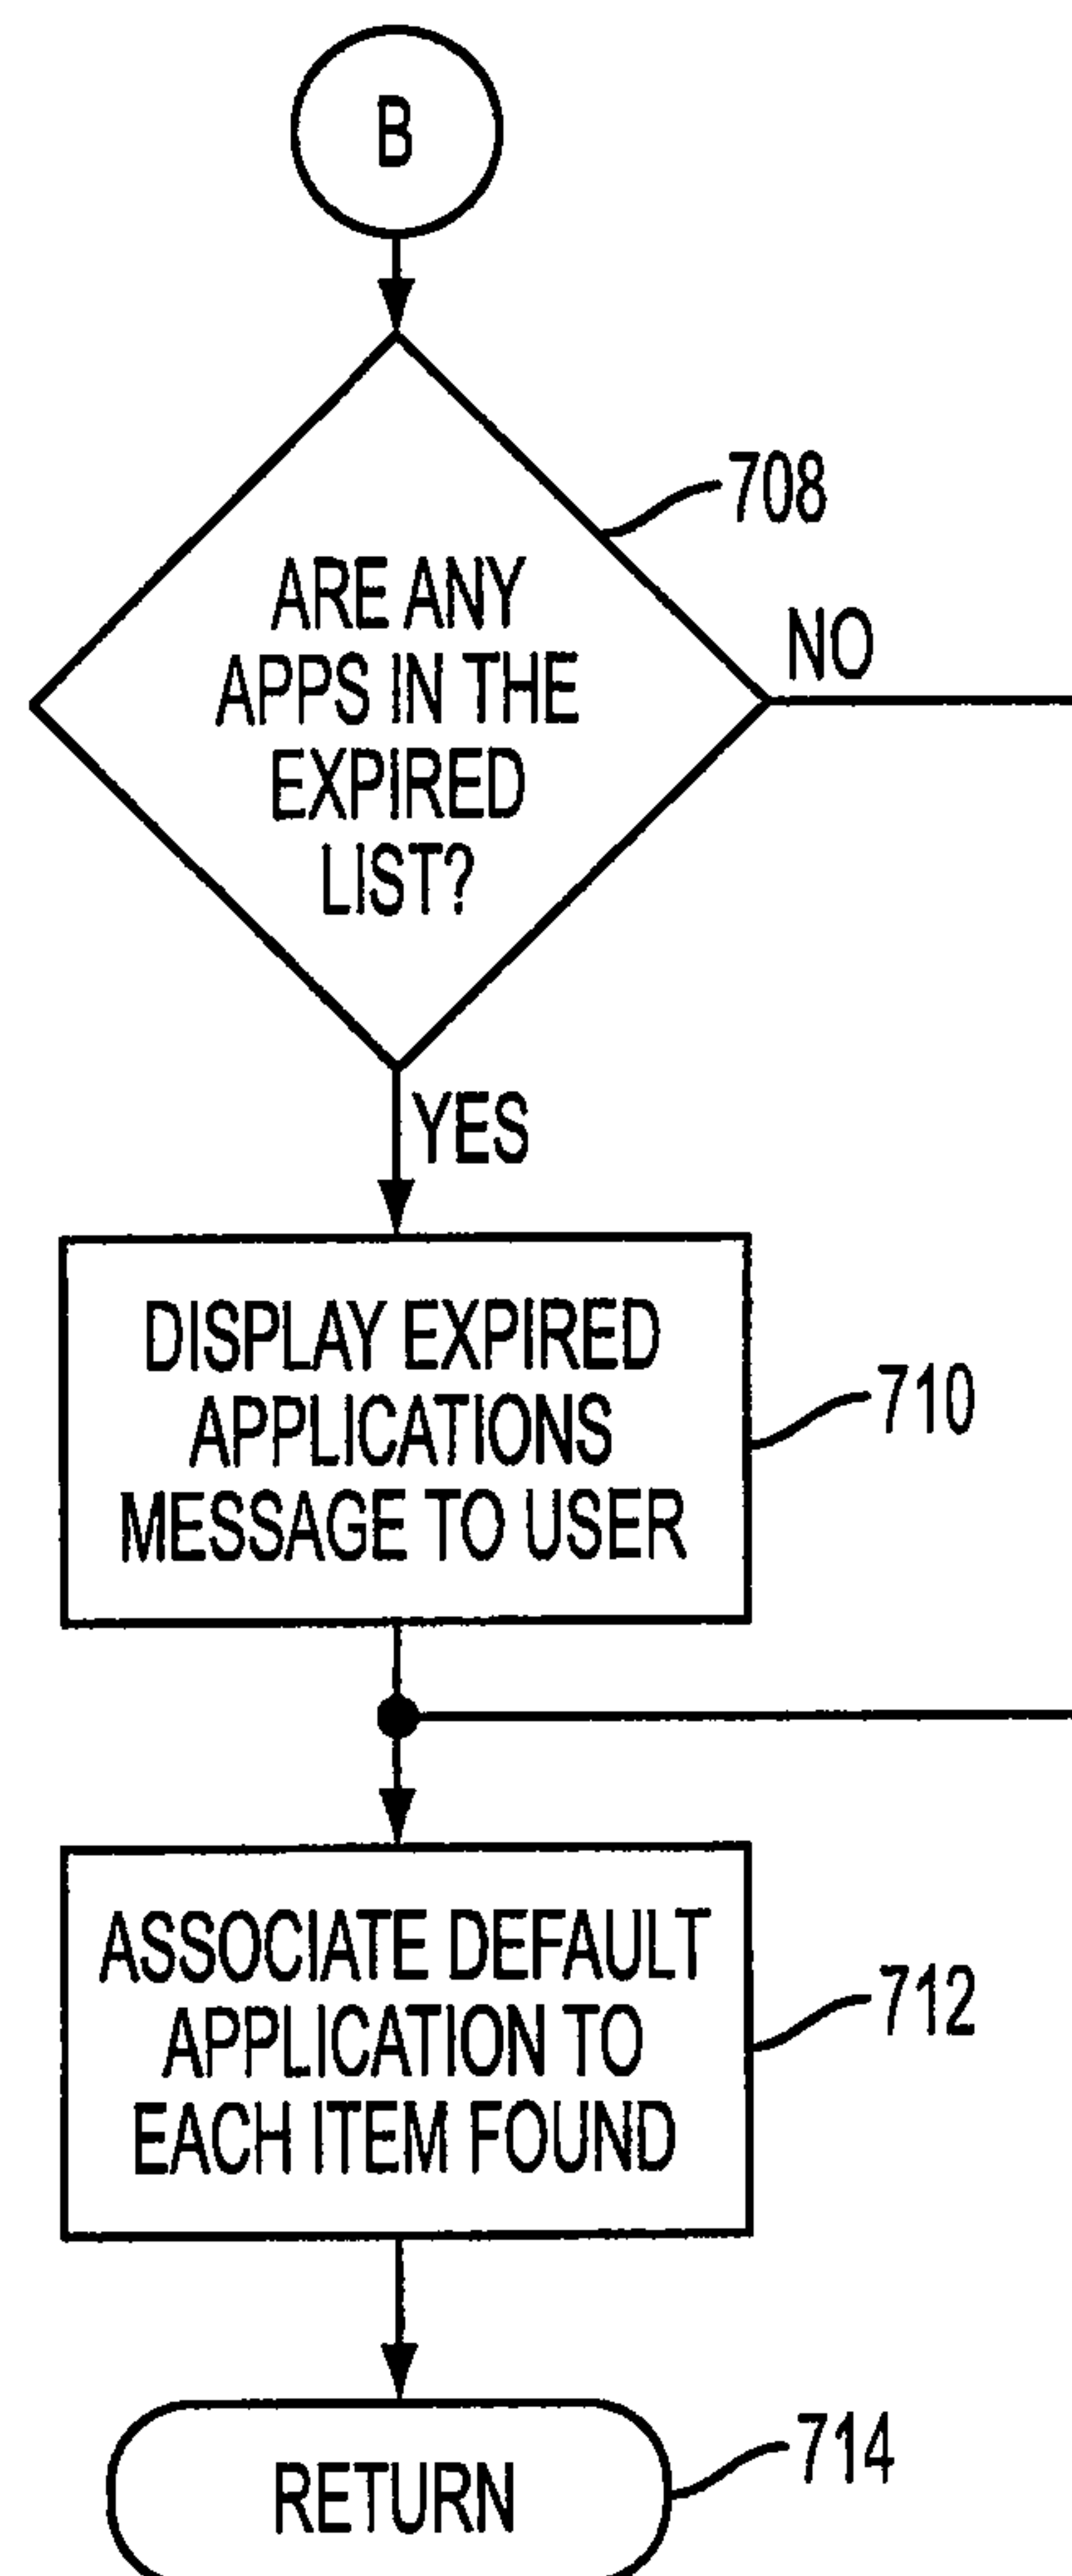 B
708
ARE ANY
APPS IN THE
EXPIRED
LIST?
NO
YES
DISPLAY EXPIRED
APPLICATIONS
MESSAGE TO USER
710
ASSOCIATE DEFAULT
APPLICATION TO
EACH ITEM FOUND
712
RETURN
714